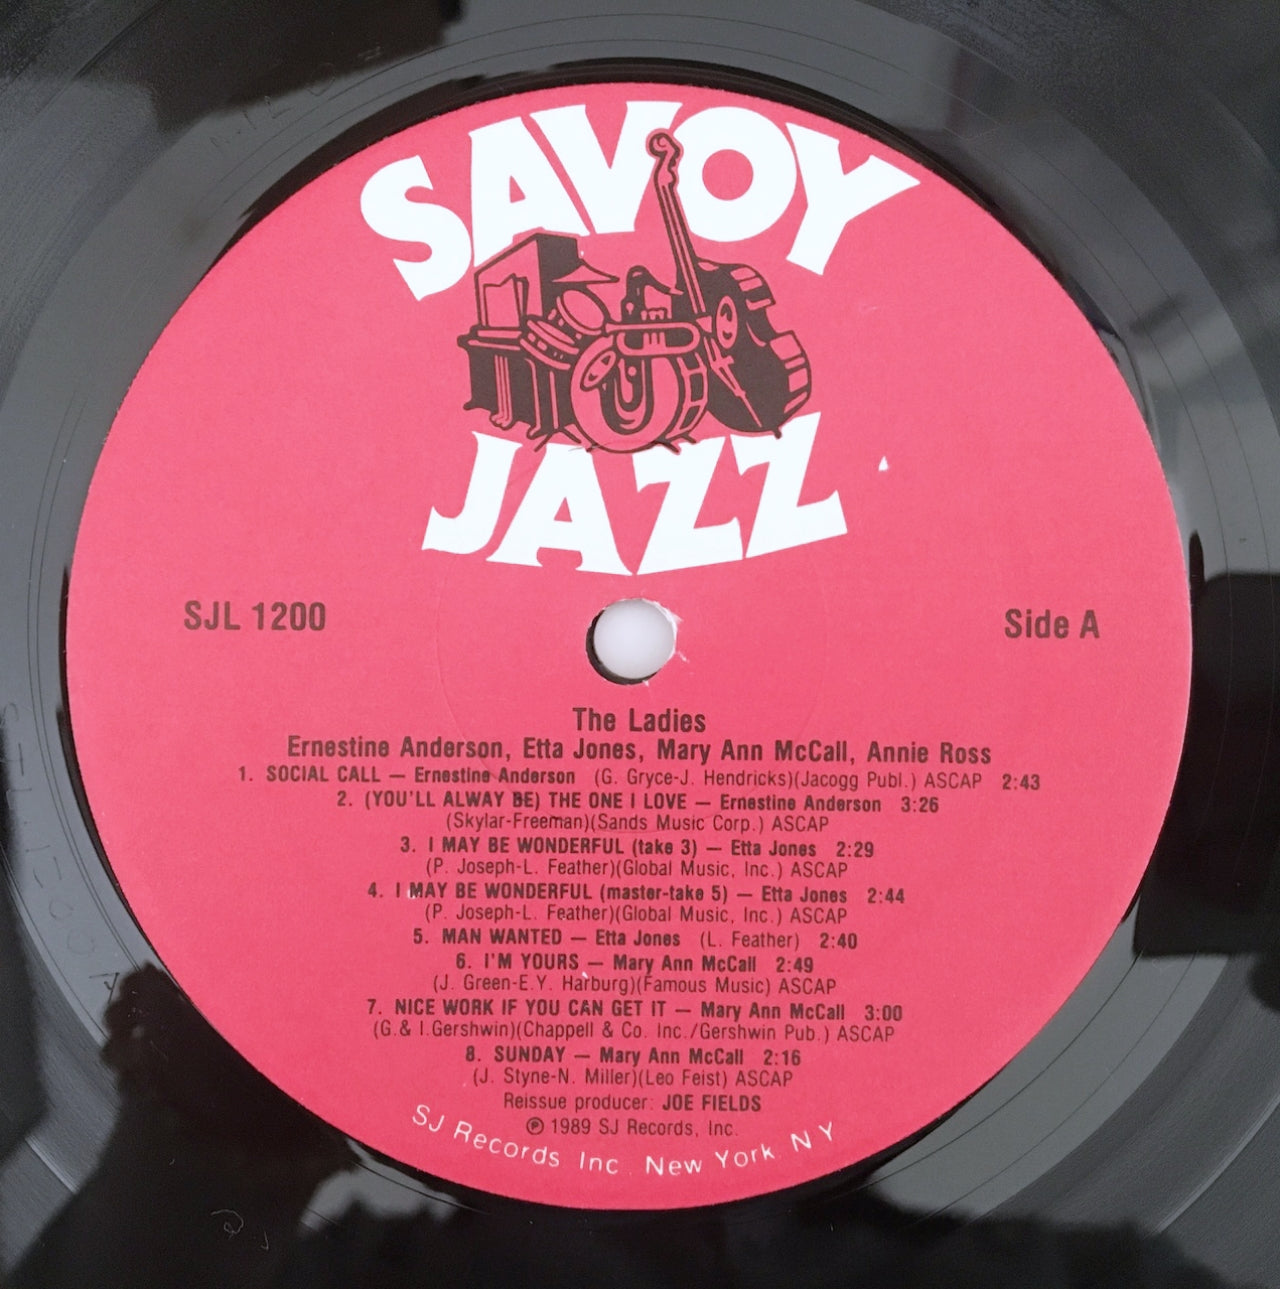 SAVOY
JAZZ
SJL 1200
Side A
The Ladies
Ernestine Anderson, Etta Jones, Mary Ann McCall, Annie Ross
1. SOCIAL CALL — Ernestine Anderson (G. Gryce-J. Hendricks)(Jacogg Publ.) ASCAP 2:43
2. (YOU'LL ALWAY BE) THE ONE I LOVE — Ernestine Anderson 3:26
(Skylar-Freeman)(Sands Music Corp.) ASCAP
3. I MAY BE WONDERFUL (take 3) — Etta Jones 2:29
(P. Joseph-L. Feather)(Global Music, Inc.) ASCAP
4. I MAY BE WONDERFUL (master-take 5) — Etta Jones 2:44
(P. Joseph-L. Feather)(Global Music, Inc.) ASCAP
5. MAN WANTED — Etta Jones (L. Feather) 2:40
6. I'M YOURS — Mary Ann McCall 2:49
(J. Green-E.Y. Harburg)(Famous Music) ASCAP
7. NICE WORK IF YOU CAN GET IT — Mary Ann McCall 3:00
(G.& I.Gershwin)(Chappell & Co. Inc./Gershwin Pub.) ASCAP
8. SUNDAY — Mary Ann McCall 2:16
(J. Styne-N. Miller)(Leo Feist) ASCAP
Reissue producer: JOE FIELDS
℗ 1989 SJ Records, Inc.
SJ Records Inc. New York N Y